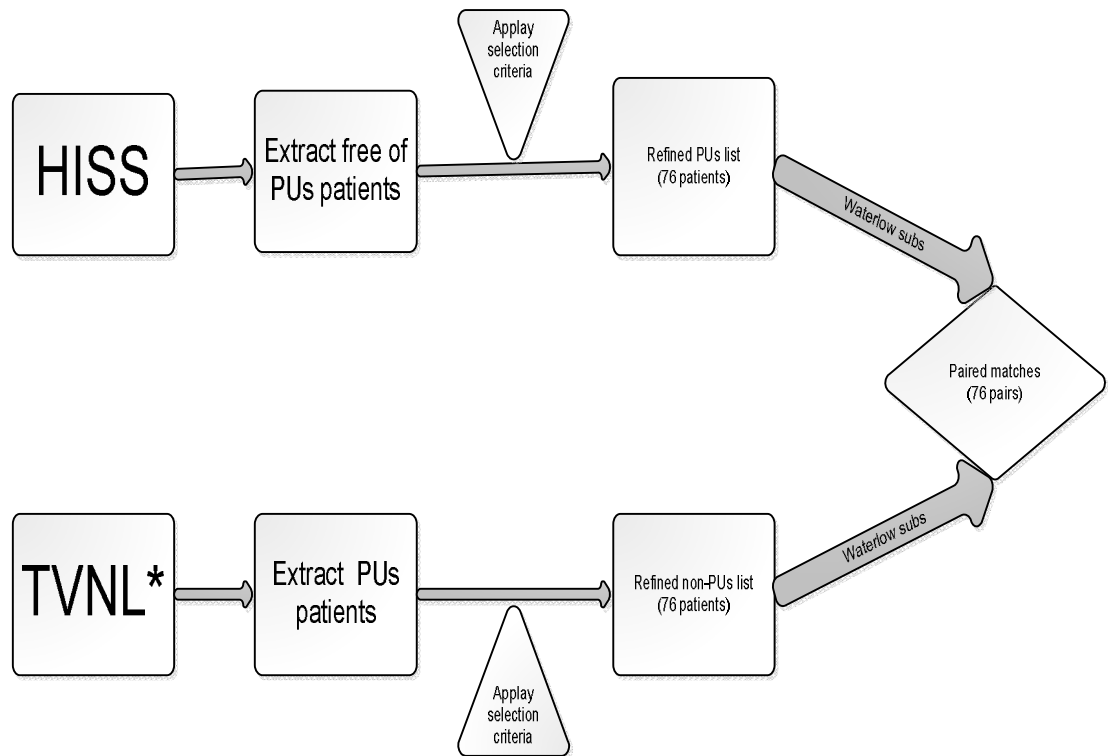 Applay
selection
criteria
HISS
Extract free of
PUs patients
Refined PUs list
(76 patients)
Waterlow subs
Paired matches
(76 pairs)
TVNL*
Extract PUs
patients
Refined non-PUs list
(76 patients)
Waterlow subs
Applay
selection
criteria